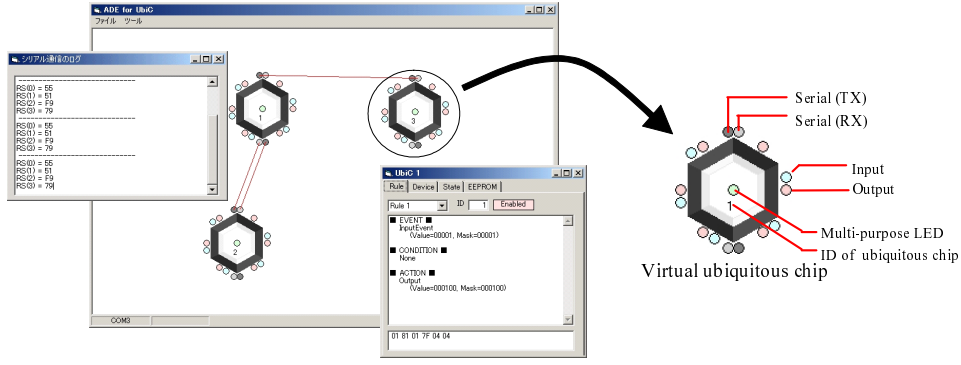 ADE for UbiC
ファイル ツール
シリアル通信のログ
--------------------------------
RS(0) = 55
RS(1) = 51
RS(2) = F9
RS(3) = 79
--------------------------------
RS(0) = 55
RS(1) = 51
RS(2) = F9
RS(3) = 79
--------------------------------
RS(0) = 55
RS(1) = 51
RS(2) = F9
RS(3) = 79
1
3
2
COM3
UbiC 1
Rule Device State EEPROM
Rule 1 ID 1 Enabled
■ EVENT ■
InputEvent
(Value=00001, Mask=00001)
■ CONDITION ■
None
■ ACTION ■
Output
(Value=000100, Mask=000100)
01 81 01 7F 04 04
Serial (TX)
Serial (RX)
Input
Output
1
Multi-purpose LED
ID of ubiquitous chip
Virtual ubiquitous chip